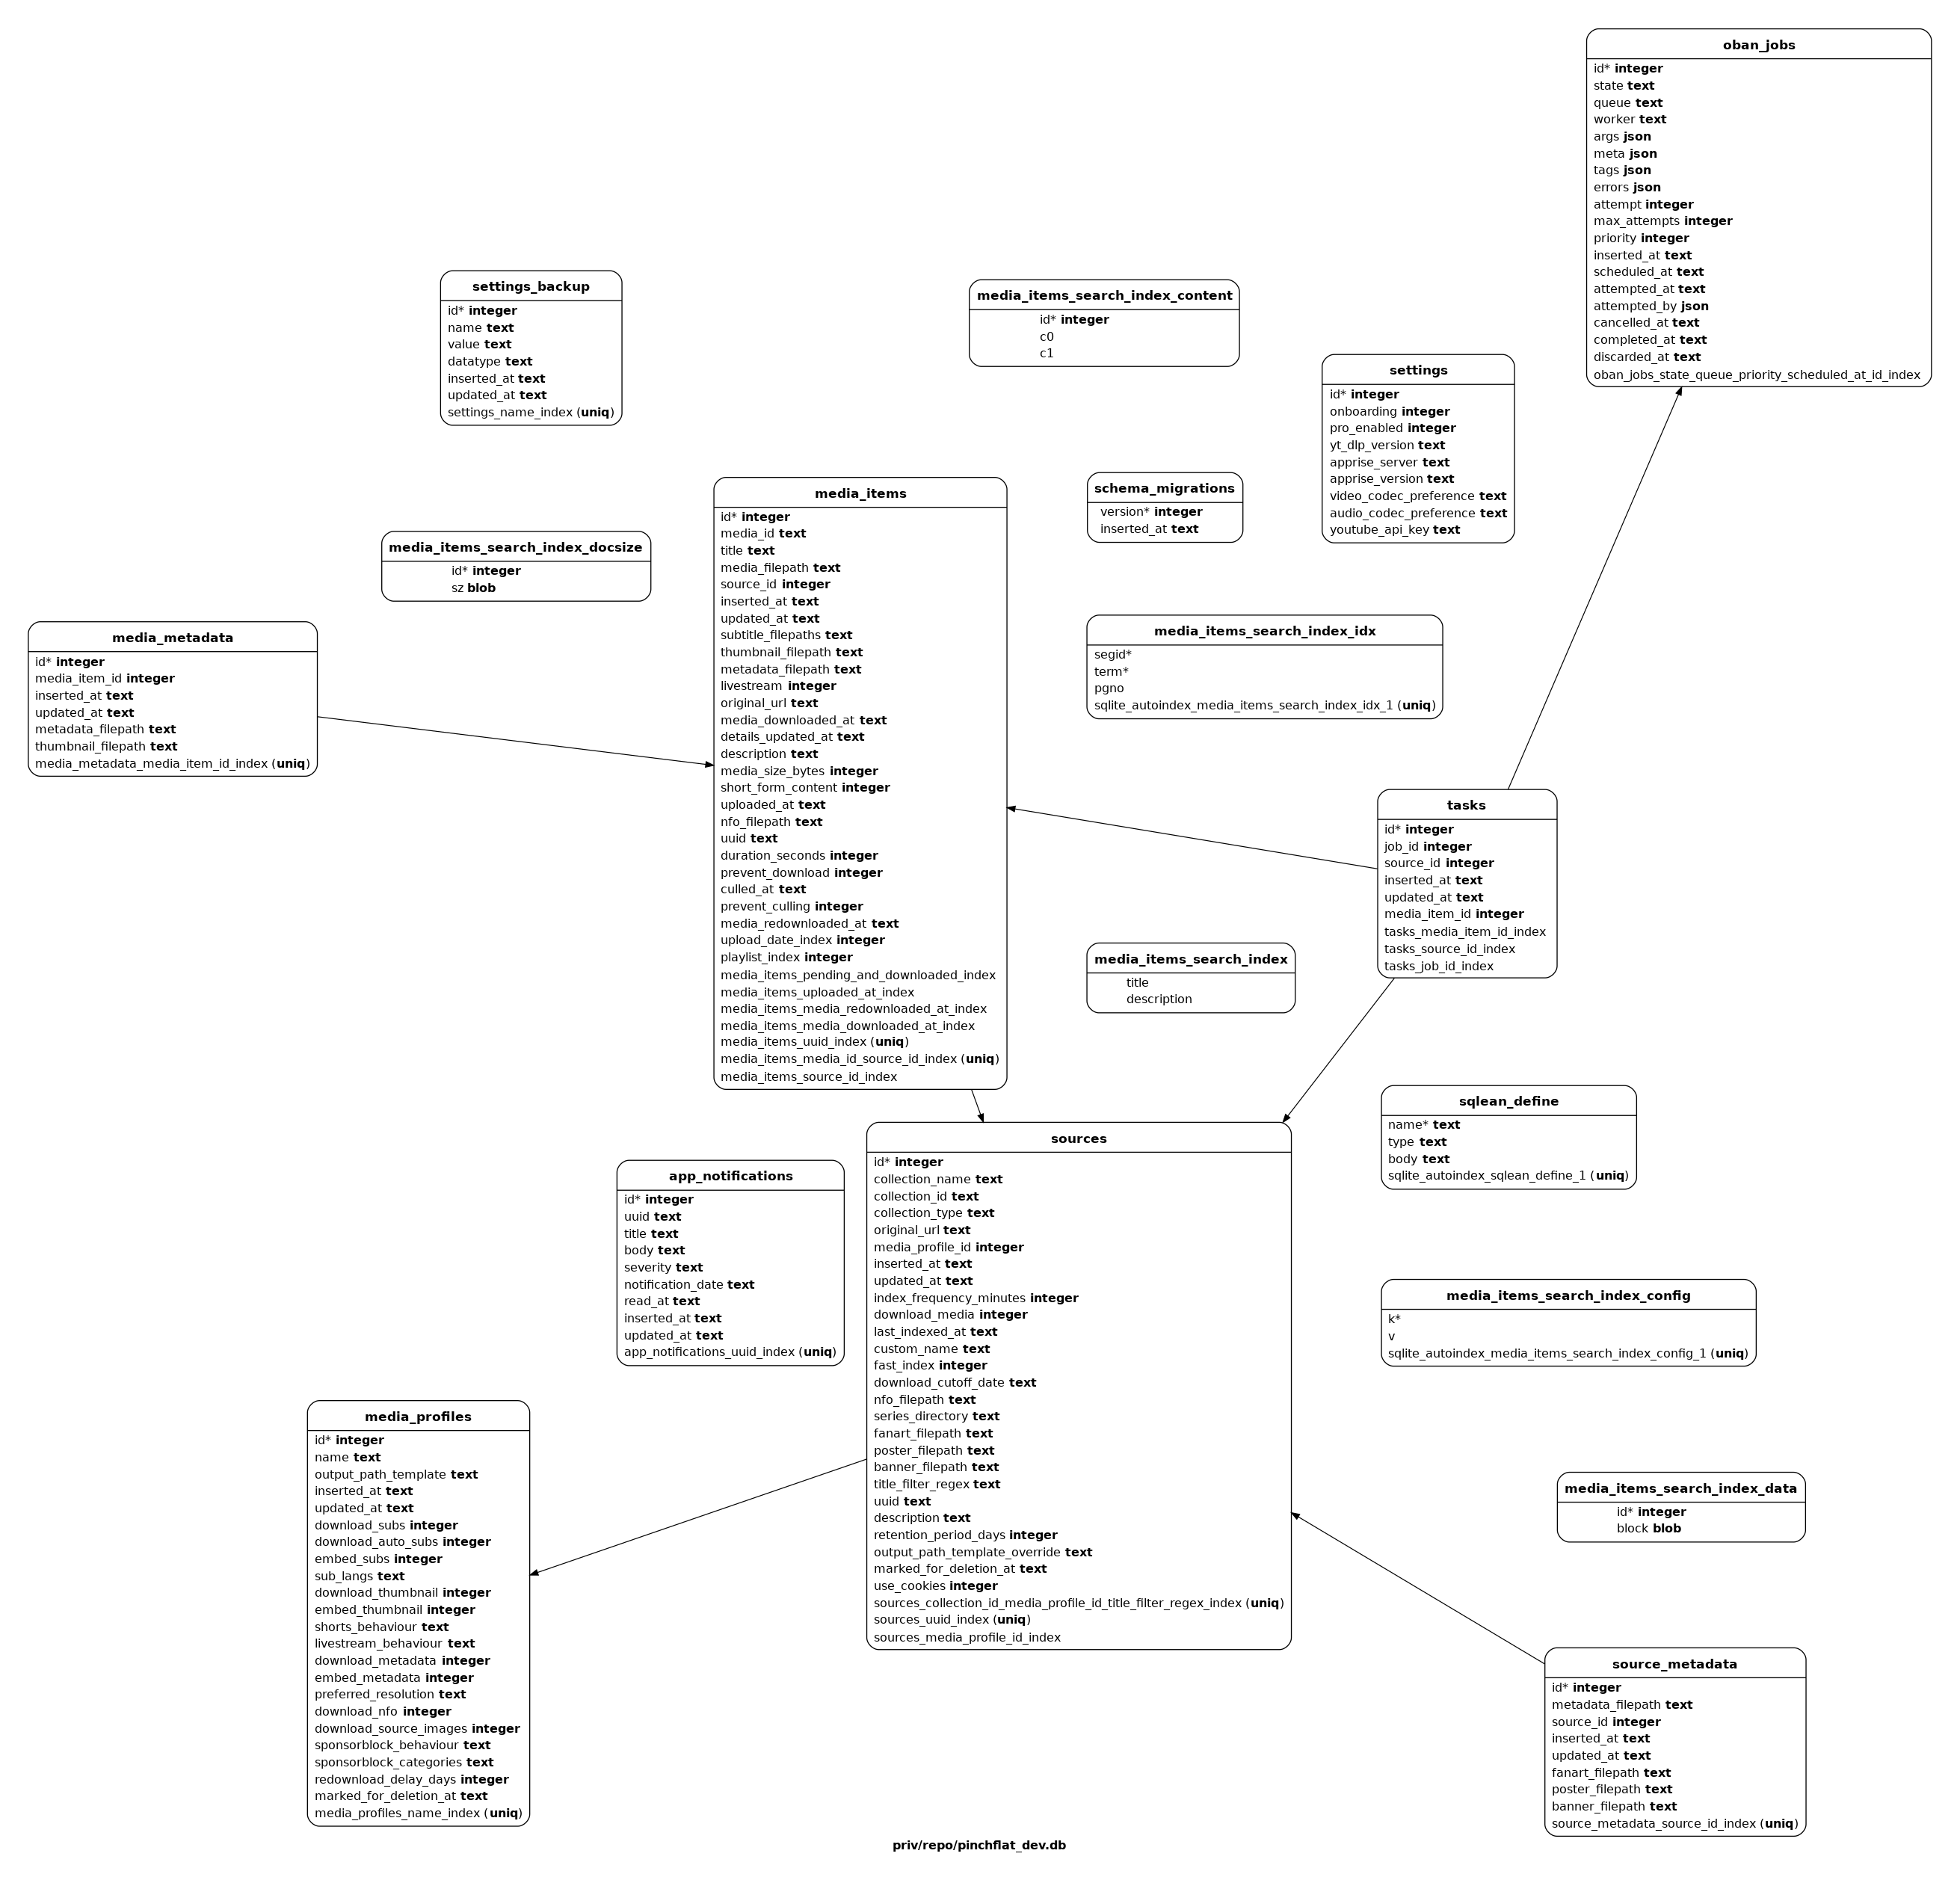 oban_jobs
id* integer
state text
queue text
worker text
args json
meta json
tags json
errors json
attempt integer
max_attempts integer
priority integer
inserted_at text
scheduled_at text
attempted_at text
attempted_by json
cancelled_at text
completed_at text
discarded_at text
oban_jobs_state_queue_priority_scheduled_at_id_index
settings_backup
id* integer
name text
value text
datatype text
inserted_at text
updated_at text
settings_name_index (uniq)
media_items_search_index_content
id* integer
c0
c1
settings
id* integer
onboarding integer
pro_enabled integer
yt_dlp_version text
apprise_server text
apprise_version text
video_codec_preference text
audio_codec_preference text
youtube_api_key text
schema_migrations
version* integer
inserted_at text
media_items
id* integer
media_id text
title text
media_filepath text
source_id integer
inserted_at text
updated_at text
subtitle_filepaths text
thumbnail_filepath text
metadata_filepath text
livestream integer
original_url text
media_downloaded_at text
details_updated_at text
description text
media_size_bytes integer
short_form_content integer
uploaded_at text
nfo_filepath text
uuid text
duration_seconds integer
prevent_download integer
culled_at text
prevent_culling integer
media_redownloaded_at text
upload_date_index integer
playlist_index integer
media_items_pending_and_downloaded_index
media_items_uploaded_at_index
media_items_media_redownloaded_at_index
media_items_media_downloaded_at_index
media_items_uuid_index (uniq)
media_items_media_id_source_id_index (uniq)
media_items_source_id_index
media_items_search_index_docsize
id* integer
sz blob
media_metadata
id* integer
media_item_id integer
inserted_at text
updated_at text
metadata_filepath text
thumbnail_filepath text
media_metadata_media_item_id_index (uniq)
media_items_search_index_idx
segid*
term*
pgno
sqlite_autoindex_media_items_search_index_idx_1 (uniq)
tasks
id* integer
job_id integer
source_id integer
inserted_at text
updated_at text
media_item_id integer
tasks_media_item_id_index
tasks_source_id_index
tasks_job_id_index
media_items_search_index
title
description
sqlean_define
name* text
type text
body text
sqlite_autoindex_sqlean_define_1 (uniq)
sources
id* integer
collection_name text
collection_id text
collection_type text
original_url text
media_profile_id integer
inserted_at text
updated_at text
index_frequency_minutes integer
download_media integer
last_indexed_at text
custom_name text
fast_index integer
download_cutoff_date text
nfo_filepath text
series_directory text
fanart_filepath text
poster_filepath text
banner_filepath text
title_filter_regex text
uuid text
description text
retention_period_days integer
output_path_template_override text
marked_for_deletion_at text
use_cookies integer
sources_collection_id_media_profile_id_title_filter_regex_index (uniq)
sources_uuid_index (uniq)
sources_media_profile_id_index
app_notifications
id* integer
uuid text
title text
body text
severity text
notification_date text
read_at text
inserted_at text
updated_at text
app_notifications_uuid_index (uniq)
media_items_search_index_config
k*
v
sqlite_autoindex_media_items_search_index_config_1 (uniq)
media_profiles
id* integer
name text
output_path_template text
inserted_at text
updated_at text
download_subs integer
download_auto_subs integer
embed_subs integer
sub_langs text
download_thumbnail integer
embed_thumbnail integer
shorts_behaviour text
livestream_behaviour text
download_metadata integer
embed_metadata integer
preferred_resolution text
download_nfo integer
download_source_images integer
sponsorblock_behaviour text
sponsorblock_categories text
redownload_delay_days integer
marked_for_deletion_at text
media_profiles_name_index (uniq)
media_items_search_index_data
id* integer
block blob
source_metadata
id* integer
metadata_filepath text
source_id integer
inserted_at text
updated_at text
fanart_filepath text
poster_filepath text
banner_filepath text
source_metadata_source_id_index (uniq)
priv/repo/pinchflat_dev.db